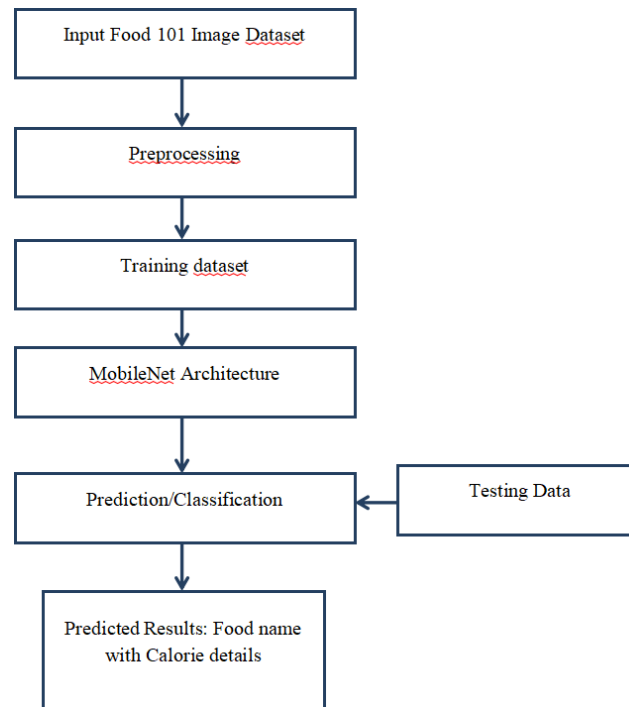 Input Food 101 Image Dataset
Preprocessing
Training dataset
MobileNet Architecture
Prediction/Classification
Testing Data
Predicted Results: Food name
with Calorie details